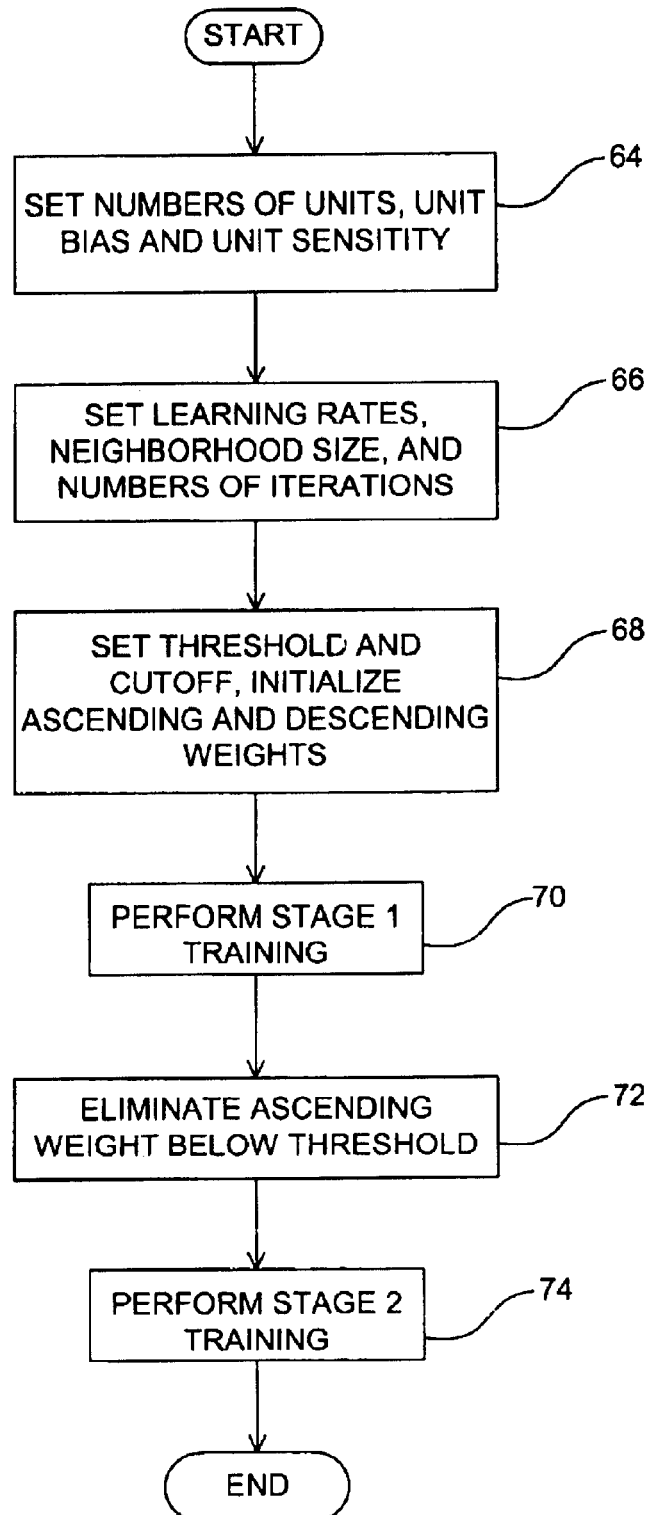 START
64
SET NUMBERS OF UNITS, UNIT
BIAS AND UNIT SENSITITY
66
SET LEARNING RATES,
NEIGHBORHOOD SIZE, AND
NUMBERS OF ITERATIONS
68
SET THRESHOLD AND
CUTOFF, INITIALIZE
ASCENDING AND DESCENDING
WEIGHTS
70
PERFORM STAGE 1
TRAINING
72
ELIMINATE ASCENDING
WEIGHT BELOW THRESHOLD
74
PERFORM STAGE 2
TRAINING
END